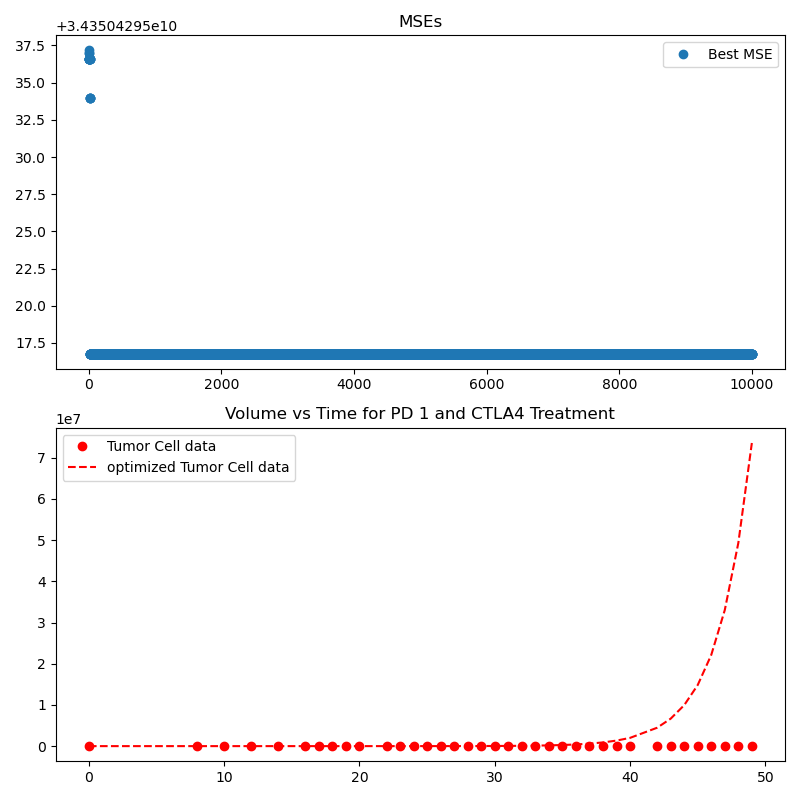 MSEs
+3.43504295e10
37.5
35.0
32.5
30.0
27.5
25.0
22.5
20.0
17.5
Best MSE
0 2000 4000 6000 8000 10000
Volume vs Time for PD 1 and CTLA4 Treatment
1e7
7
6
5
4
3
2
1
0
Tumor Cell data
optimized Tumor Cell data
0 10 20 30 40 50